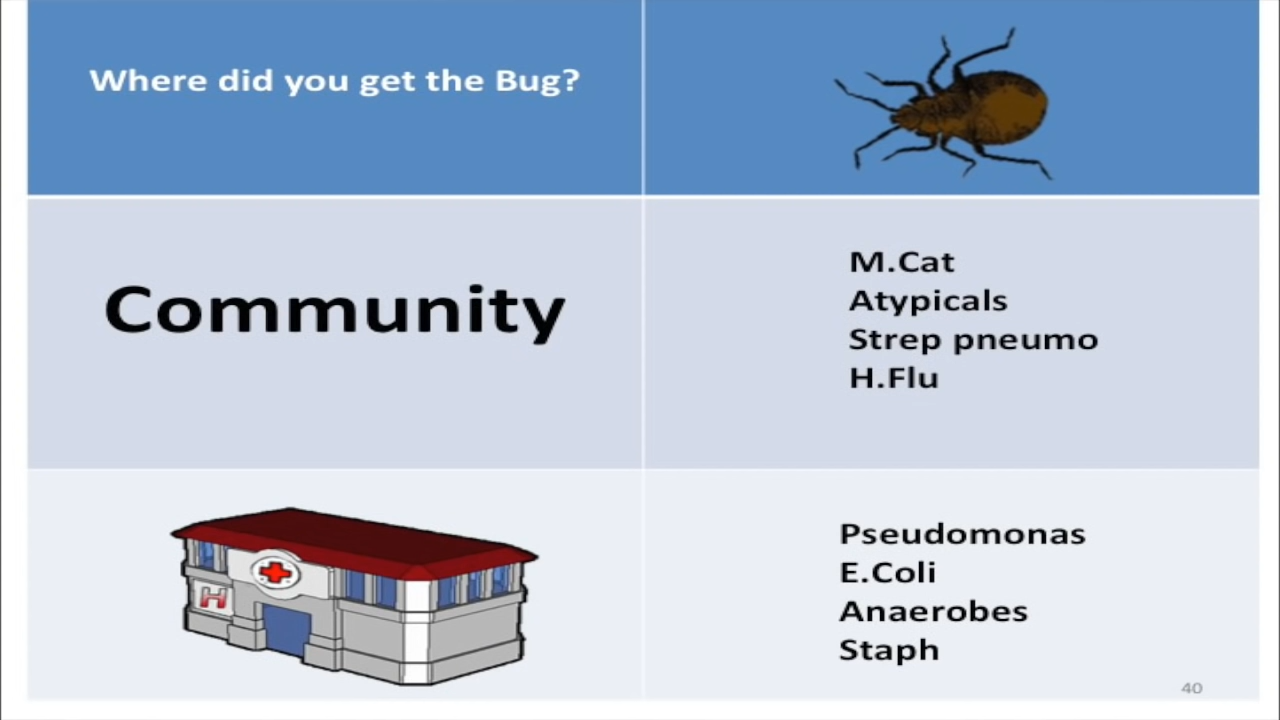 Where did you get the Bug?
Community
M.Cat
Atypicals
Strep pneumo
H.Flu
H
Pseudomonas
E.Coli
Anaerobes
Staph
40